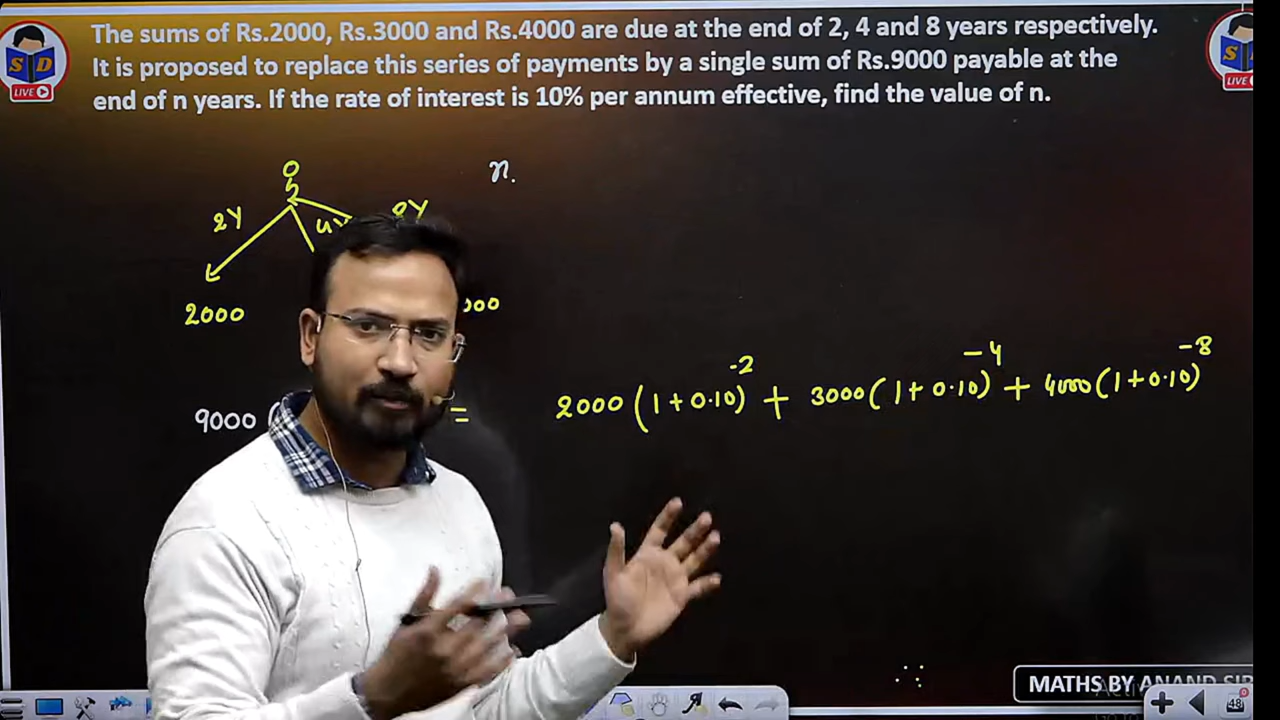 The sums of Rs.2000, Rs.3000 and Rs.4000 are due at the end of 2, 4 and 8 years respectively.
It is proposed to replace this series of payments by a single sum of Rs.9000 payable at the
end of n years. If the rate of interest is 10% per annum effective, find the value of n.
SD
LIVE
S
LIVE
0
n.
2Y
4Y
8Y
2000
000
9000 ( = 2000(1+0.10)^-2 + 3000(1+0.10)^-4 + 4000(1+0.10)^-8
MATHS BY ANAND SIR
48